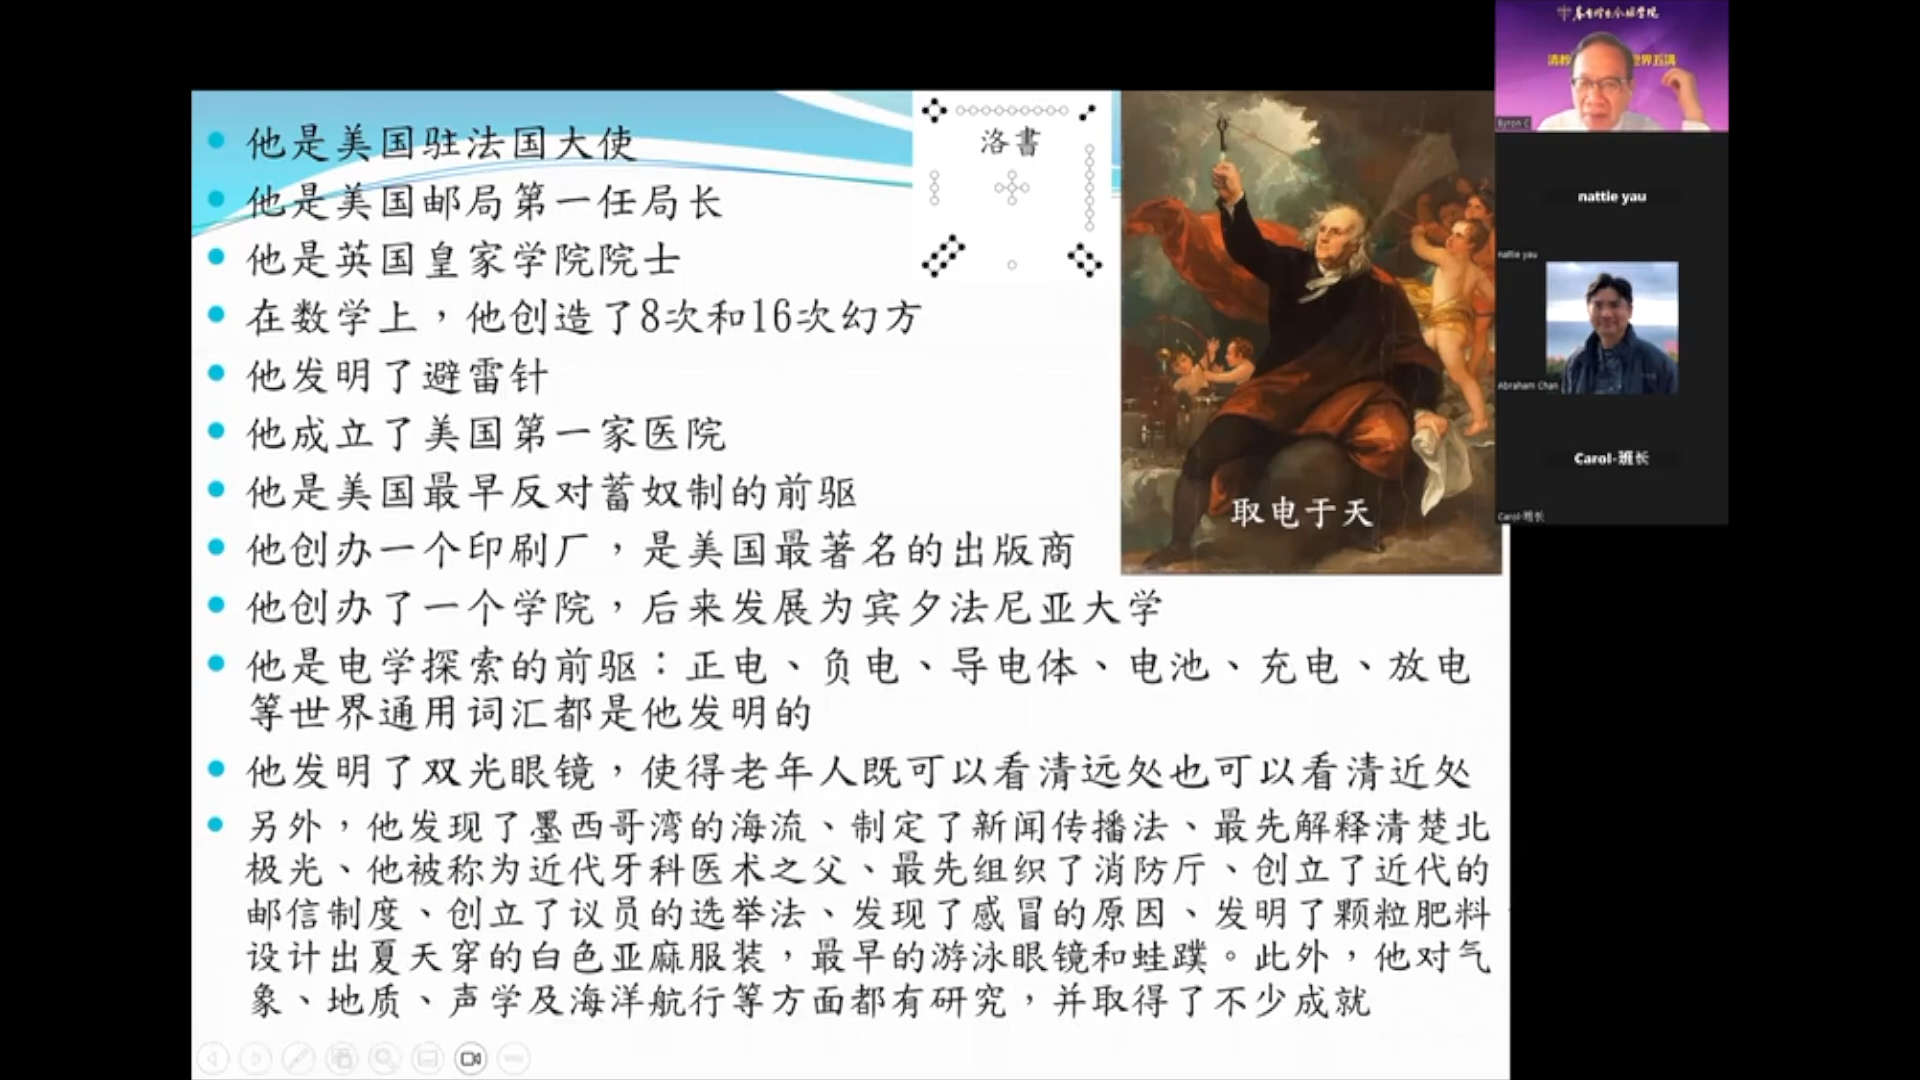 他是美国驻法国大使
他是美国邮局第一任局长
他是英国皇家学院院士
在数学上，他创造了8次和16次幻方
他发明了避雷针
他成立了美国第一家医院
他是美国最早反对蓄奴制的前驱
他创办一个印刷厂，是美国最著名的出版商
他创办了一个学院，后来发展为宾夕法尼亚大学
他是电学探索的前驱：正电、负电、导电体、电池、充电、放电
等世界通用词汇都是他发明的
他发明了双光眼镜，使得老年人既可以看清远处也可以看清近处
另外，他发现了墨西哥湾的海流、制定了新闻传播法、最先解释清楚北
极光、他被称为近代牙科医术之父、最先组织了消防厅、创立了近代的
邮信制度、创立了议员的选举法、发现了感冒的原因、发明了颗粒肥料
设计出夏天穿的白色亚麻服装，最早的游泳眼镜和蛙蹼。此外，他对气
象、地质、声学及海洋航行等方面都有研究，并取得了不少成就
洛書
取电于天
Byron C
nattie yau
nattie yau
Abraham Chan
Carol-班长
Carol-班长